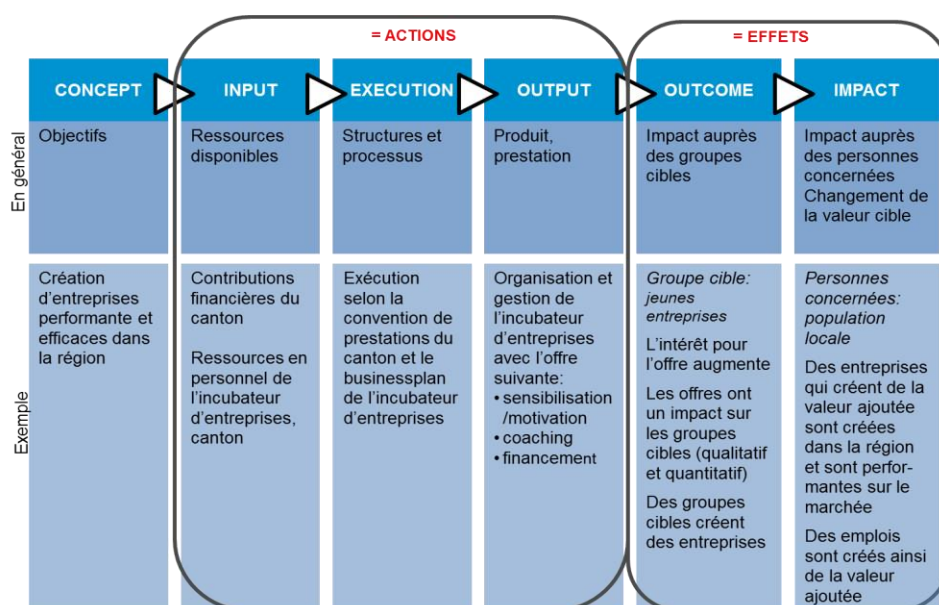 = ACTIONS
= EFFETS
CONCEPT
INPUT
EXECUTION
OUTPUT
OUTCOME
IMPACT
En général
Objectifs
Ressources
disponibles
Structures et
processus
Produit,
prestation
Impact auprès
des groupes
cibles
Impact auprès
des personnes
concernées
Changement de
la valeur cible
Exemple
Création
d'entreprises
performante et
efficaces dans
la région
Contributions
financières du
canton
Ressources en
personnel de
l'incubateur
d'entreprises,
canton
Exécution
selon la
convention de
prestations du
canton et le
businessplan
de l'incubateur
d'entreprises
Organisation et
gestion de
l'incubateur
d'entreprises
avec l'offre
suivante:
• sensibilisation
/motivation
• coaching
• financement
Groupe cible:
jeunes
entreprises
L'intérêt pour
l'offre augmente
Les offres ont
un impact sur
les groupes
cibles (qualitatif
et quantitatif)
Des groupes
cibles créent
des entreprises
Personnes
concernées:
population
locale
Des entreprises
qui créent de la
valeur ajoutée
sont créées
dans la région
et sont perfor-
mantes sur le
marchée
Des emplois
sont créés ainsi
de la valeur
ajoutée